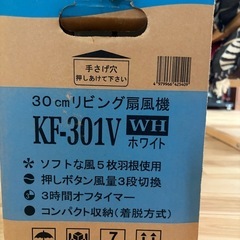 手さげ穴
押しあけて下さい
30cmリビング扇風機
KF-301V WH
ホワイト
●ソフトな風5枚羽根使用
●押しボタン風量3段切換
●3時間オフタイマー
●コンパクト収納(着脱方式)
7